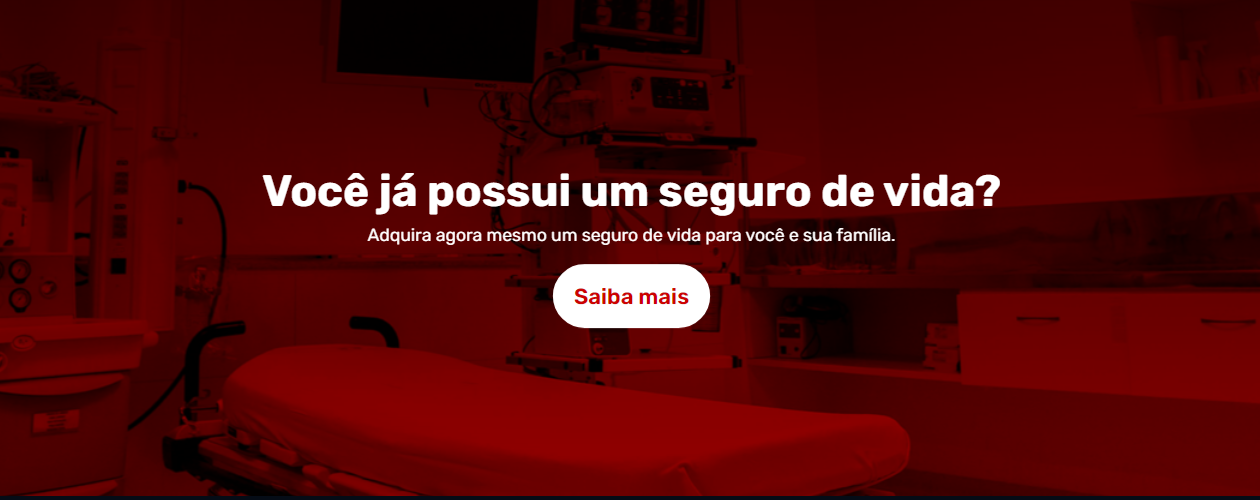 Você já possui um seguro de vida?
Adquira agora mesmo um seguro de vida para você e sua família.
Saiba mais